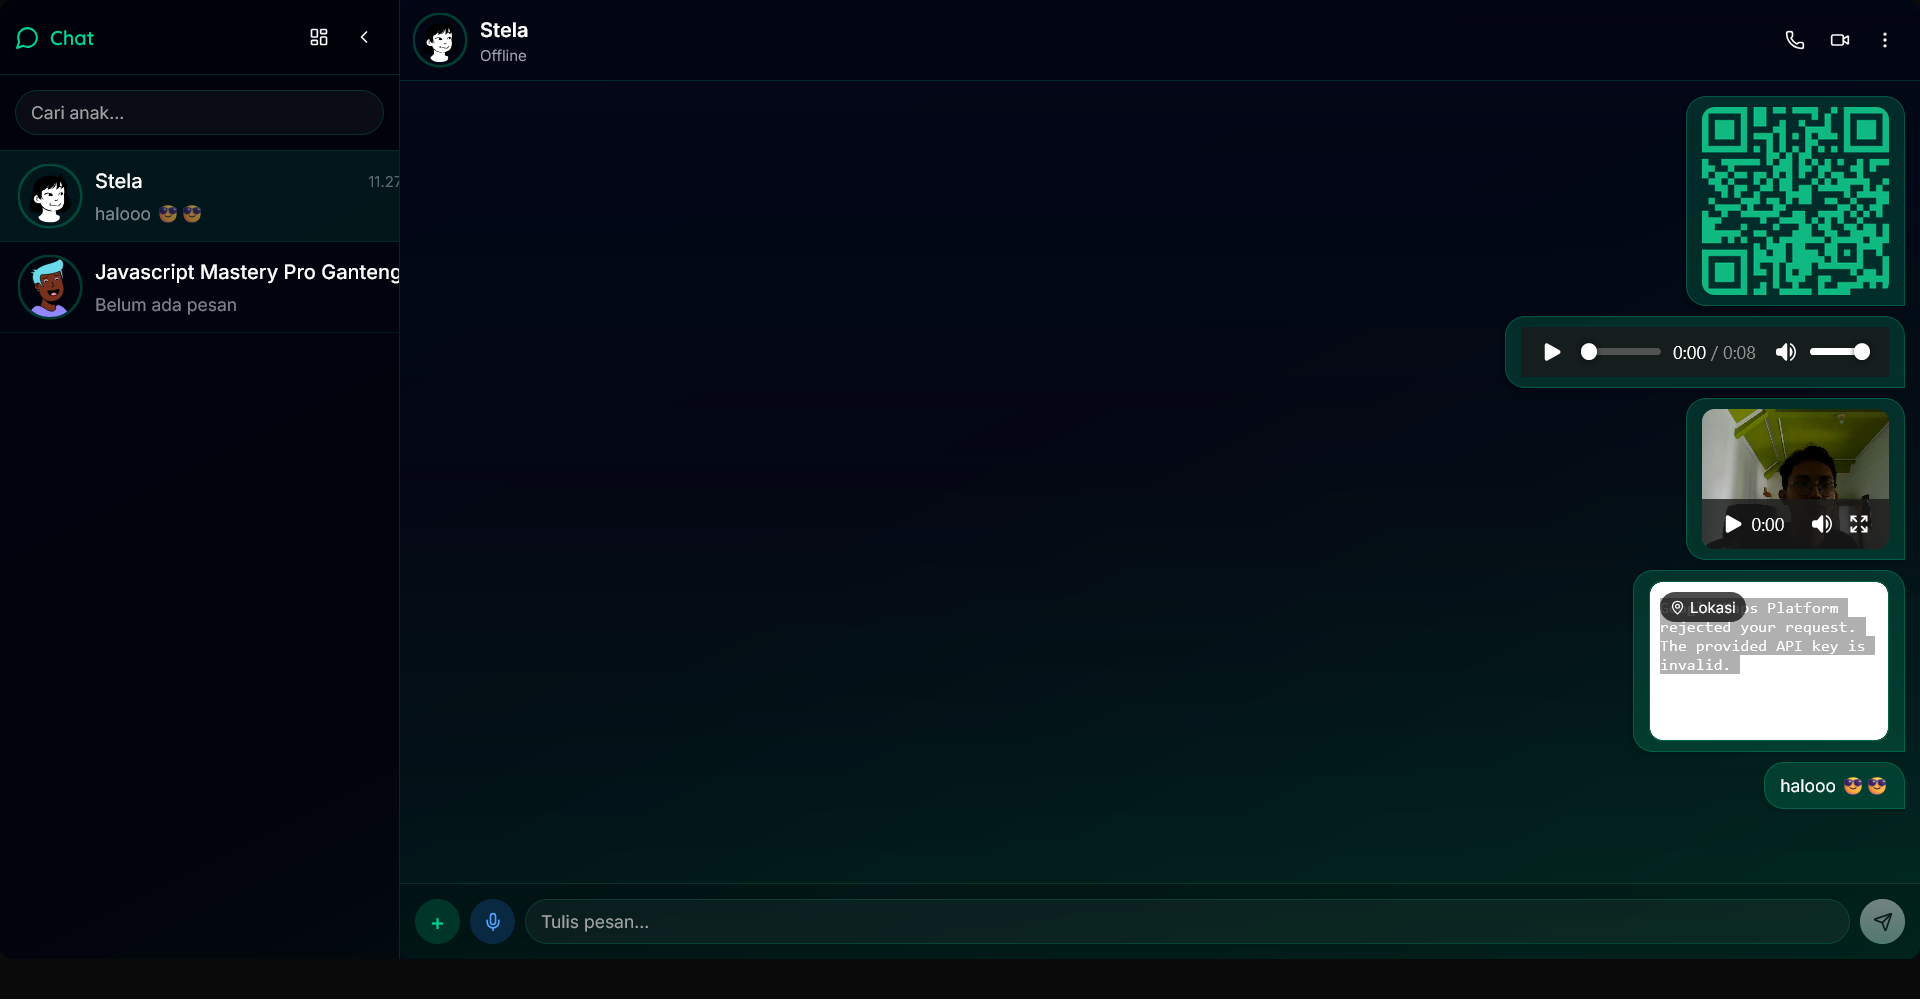 Chat
Cari anak...
Stela
11.27
halooo 😎😎
Javascript Mastery Pro Ganteng
Belum ada pesan
Stela
Offline
0:00 / 0:08
0:00
Lokasi
ps Platform
rejected your request.
The provided API key is
invalid.
halooo 😎😎
Tulis pesan...